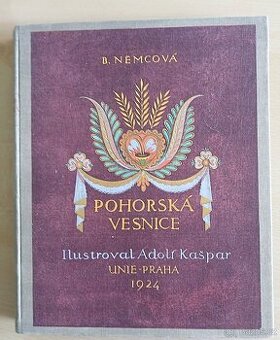 B. NĚMCOVÁ
POHORSKÁ
VESNICE
Ilustroval Adolf Kašpar
UNIE-PRAHA
1924